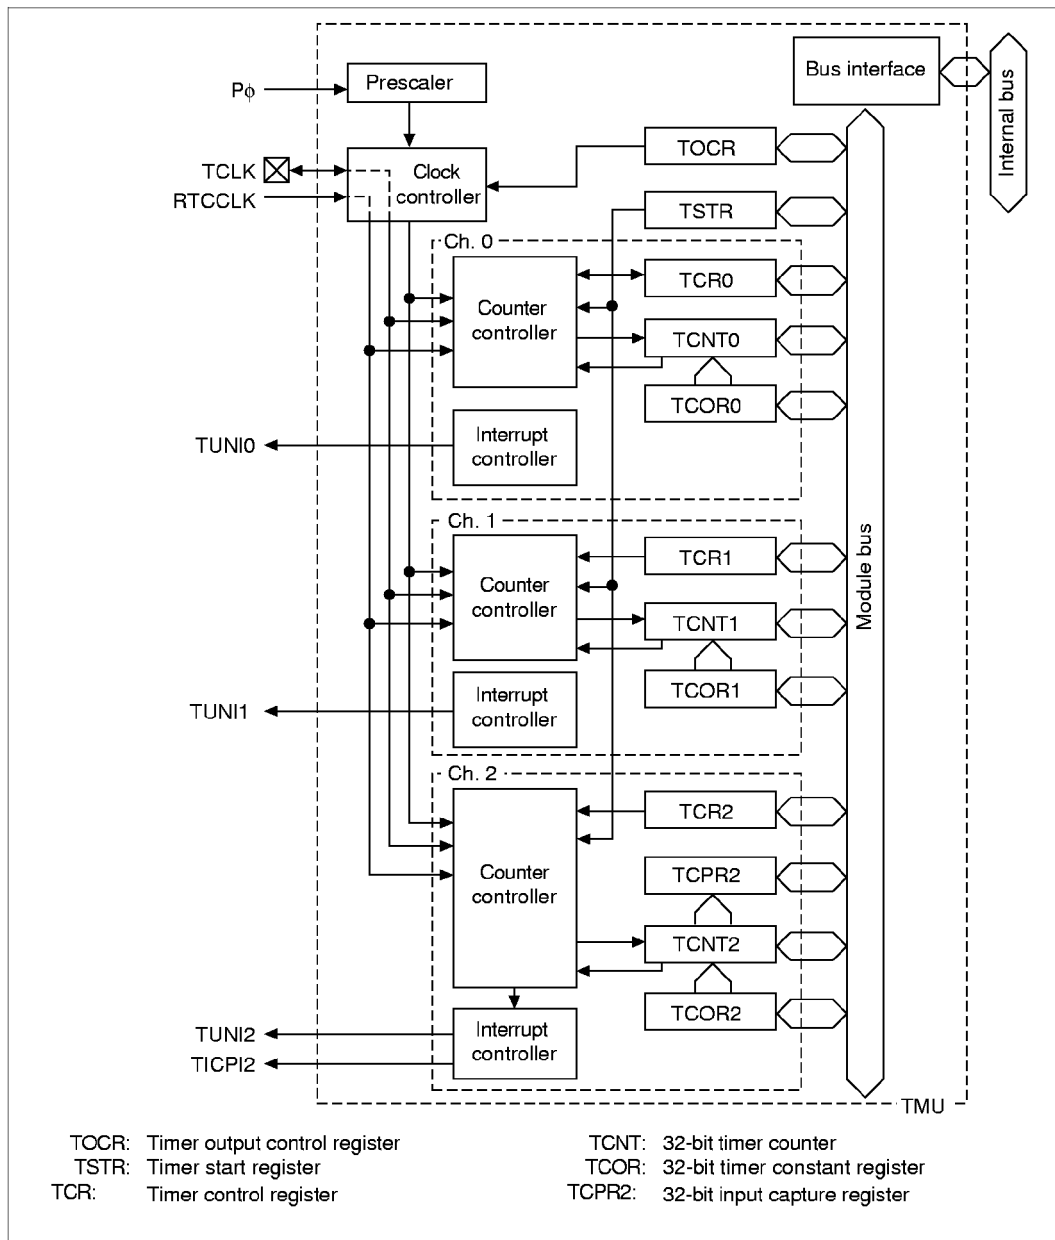 Bus interface
Internal bus
Pϕ
Prescaler
TCLK
RTCCLK
Clock
controller
TOCR
TSTR
Ch. 0
Counter
controller
TCR0
TCNT0
TCOR0
TUNI0
Interrupt
controller
Module bus
Ch. 1
Counter
controller
TCR1
TCNT1
TCOR1
TUNI1
Interrupt
controller
Ch. 2
Counter
controller
TCR2
TCPR2
TCNT2
TCOR2
TUNI2
TICPI2
Interrupt
controller
TMU
TOCR: Timer output control register
TSTR: Timer start register
TCR: Timer control register
TCNT: 32-bit timer counter
TCOR: 32-bit timer constant register
TCPR2: 32-bit input capture register